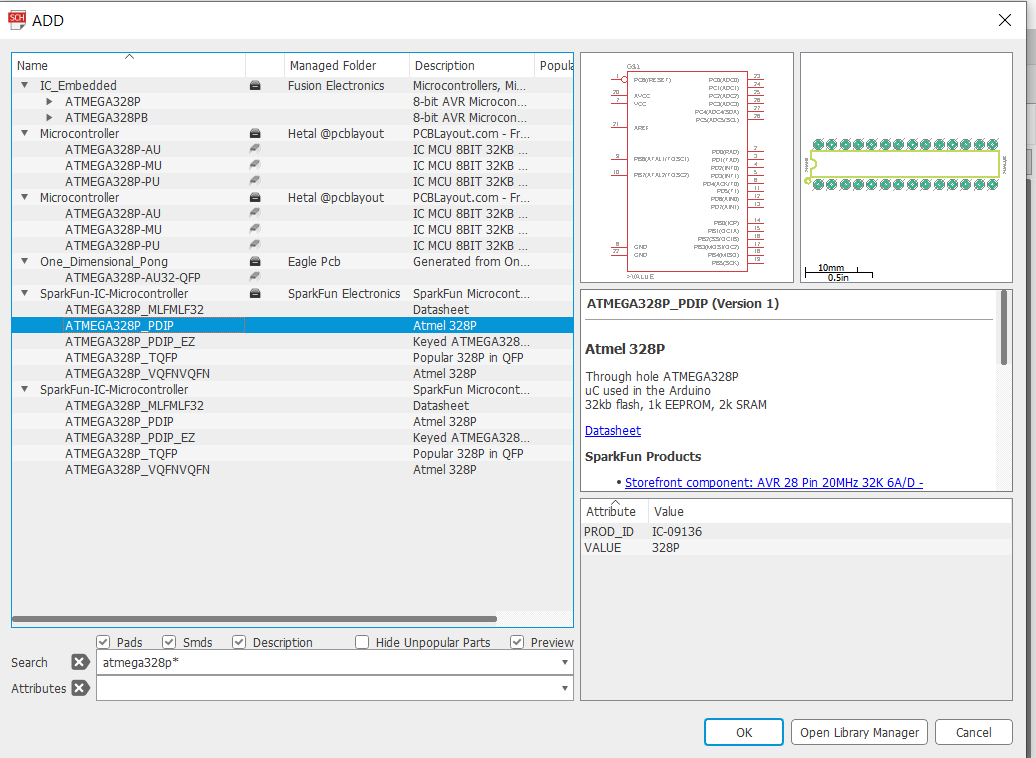 SCH ADD
Name Managed Folder Description Popula
IC_Embedded Fusion Electronics Microcontrollers, Mi...
ATMEGA328P 8-bit AVR Microcon...
ATMEGA328PB 8-bit AVR Microcon...
Microcontroller Hetal @pcblayout PCBLayout.com - Fr...
ATMEGA328P-AU IC MCU 8BIT 32KB ...
ATMEGA328P-MU IC MCU 8BIT 32KB ...
ATMEGA328P-PU IC MCU 8BIT 32KB ...
Microcontroller Hetal @pcblayout PCBLayout.com - Fr...
ATMEGA328P-AU IC MCU 8BIT 32KB ...
ATMEGA328P-MU IC MCU 8BIT 32KB ...
ATMEGA328P-PU IC MCU 8BIT 32KB ...
One_Dimensional_Pong Eagle Pcb Generated from On...
ATMEGA328P-AU32-QFP
SparkFun-IC-Microcontroller SparkFun Electronics SparkFun Microcont...
ATMEGA328P_MLFMLF32 Datasheet
ATMEGA328P_PDIP Atmel 328P
ATMEGA328P_PDIP_EZ Keyed ATMEGA328...
ATMEGA328P_TQFP Popular 328P in QFP
ATMEGA328P_VQFNVQFN Atmel 328P
SparkFun-IC-Microcontroller SparkFun Microcont...
ATMEGA328P_MLFMLF32 Datasheet
ATMEGA328P_PDIP Atmel 328P
ATMEGA328P_PDIP_EZ Keyed ATMEGA328...
ATMEGA328P_TQFP Popular 328P in QFP
ATMEGA328P_VQFNVQFN Atmel 328P
Pads Smds Description Hide Unpopular Parts Preview
Search atmega328p*
Attributes
G$1
AVCC
VCC
AREF
GND
GND
>VALUE
10mm
0.5in
ATMEGA328P_PDIP (Version 1)
Atmel 328P
Through hole ATMEGA328P
uC used in the Arduino
32kb flash, 1k EEPROM, 2k SRAM
Datasheet
SparkFun Products
• Storefront component: AVR 28 Pin 20MHz 32K 6A/D -
Attribute Value
PROD_ID IC-09136
VALUE 328P
OK Open Library Manager Cancel